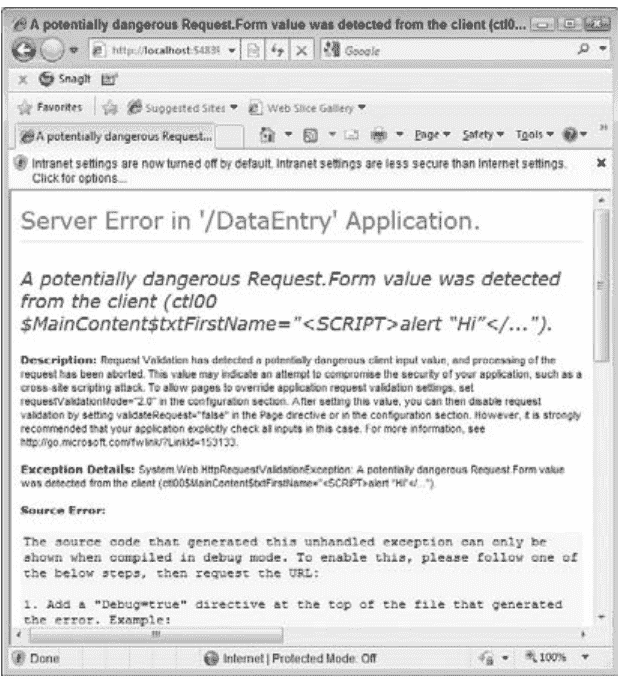 A potentially dangerous Request.Form value was detected from the client (ctl0...
http://localhost:5483
Google
x SnagIt
Favorites Suggested Sites Web Slice Gallery
A potentially dangerous Request... Page Safety Tools
Intranet settings are now turned off by default. Intranet settings are less secure than Internet settings.
Click for options...
Server Error in '/DataEntry' Application.
A potentially dangerous Request.Form value was detected
from the client (ctl00
$MainContent$txtFirstName="<SCRIPT>alert “Hi”</...").
Description: Request Validation has detected a potentially dangerous client input value, and processing of the
request has been aborted. This value may indicate an attempt to compromise the security of your application, such as a
cross-site scripting attack. To allow pages to override application request validation settings, set
requestValidationMode="2.0" in the configuration section. After setting this value, you can then disable request
validation by setting validateRequest="false" in the Page directive or in the configuration section. However, it is strongly
recommended that your application explicitly check all inputs in this case. For more information, see
http://go.microsoft.com/fwlink/?LinkId=153133.
Exception Details: System.Web.HttpRequestValidationException: A potentially dangerous Request.Form value
was detected from the client (ctl00$MainContent$txtFirstName="<SCRIPT>alert “Hi”</...").
Source Error:
The source code that generated this unhandled exception can only be
shown when compiled in debug mode. To enable this, please follow one of
the below steps, then request the URL:
1. Add a "Debug=true" directive at the top of the file that generated
the error. Example:
Done Internet | Protected Mode: Off 100%